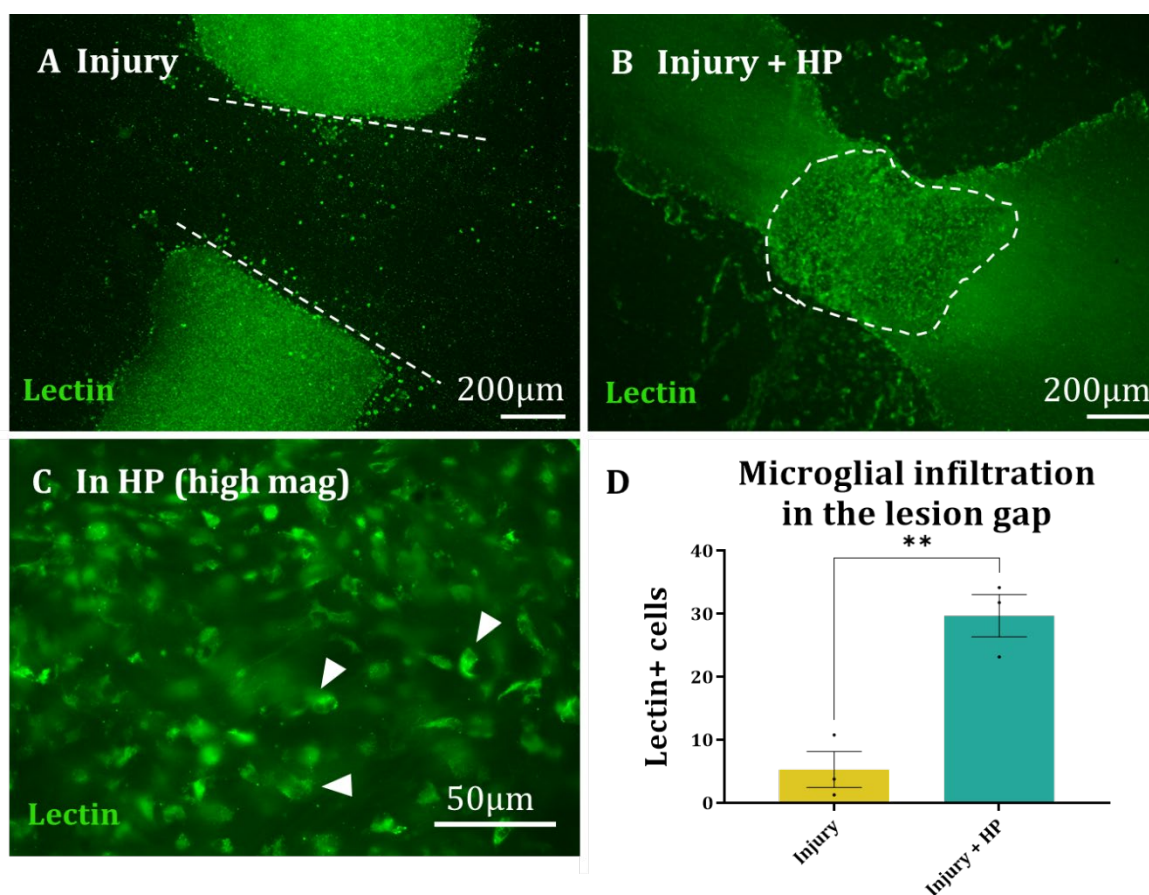 A Injury
200μm
Lectin
B Injury + HP
200μm
Lectin
C In HP (high mag)
50μm
Lectin
D
Microglial infiltration
in the lesion gap
**
Lectin+ cells
40
30
20
10
0
Injury
Injury + HP